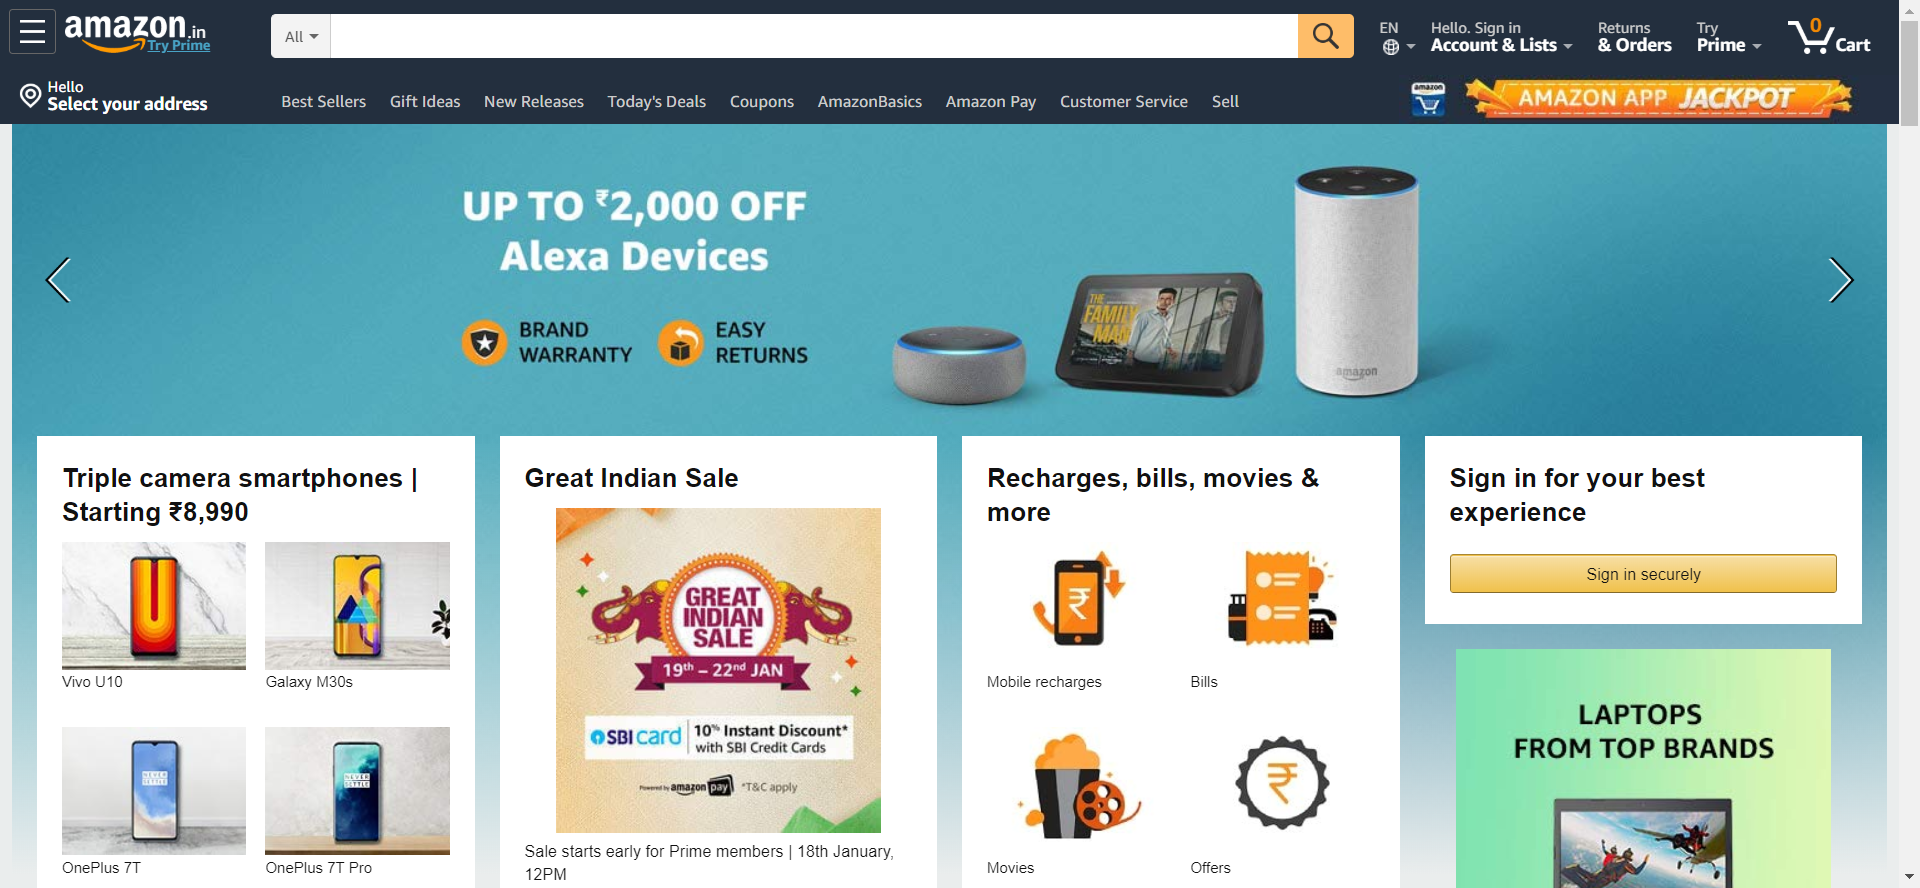 amazon.in
Try Prime
All
EN
Hello. Sign in
Account & Lists
Returns
& Orders
Try
Prime
0
Cart
Hello
Select your address
Best Sellers
Gift Ideas
New Releases
Today's Deals
Coupons
AmazonBasics
Amazon Pay
Customer Service
Sell
amazon
AMAZON APP JACKPOT
UP TO ₹2,000 OFF
Alexa Devices
BRAND
WARRANTY
EASY
RETURNS
THE
FAMILY
MAN
amazon
Triple camera smartphones |
Starting ₹8,990
Vivo U10
Galaxy M30s
NEVER
SETTLE
NEVER
SETTLE
OnePlus 7T
OnePlus 7T Pro
Great Indian Sale
GREAT
INDIAN
SALE
19th – 22nd JAN
SBI card
10% Instant Discount*
with SBI Credit Cards
Powered by amazon pay
*T&C apply
Sale starts early for Prime members | 18th January,
12PM
Recharges, bills, movies &
more
₹
Mobile recharges
Bills
₹
Movies
Offers
Sign in for your best
experience
Sign in securely
LAPTOPS
FROM TOP BRANDS